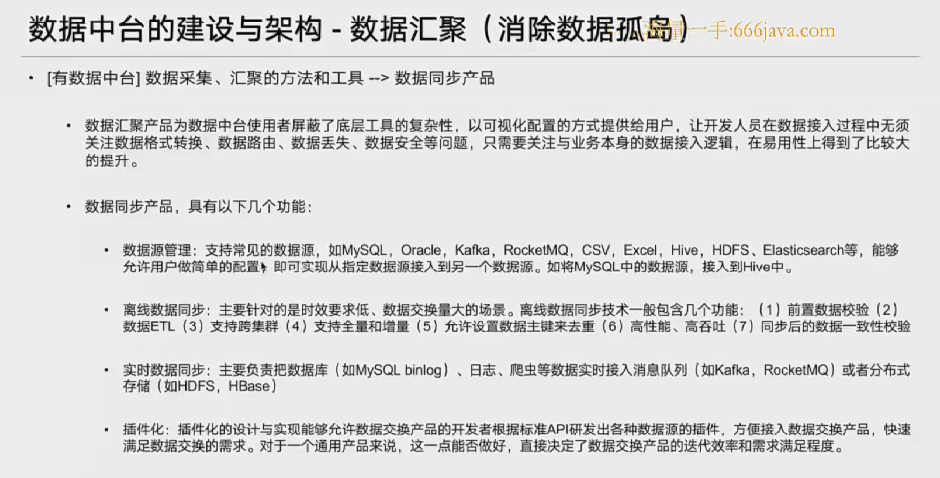 数据中台的建设与架构 - 数据汇聚（消除数据孤岛）
一手:666java.com
• [有数据中台] 数据采集、汇聚的方法和工具 --> 数据同步产品
• 数据汇聚产品为数据中台使用者屏蔽了底层工具的复杂性，以可视化配置的方式提供给用户，让开发人员在数据接入过程中无须
关注数据格式转换、数据路由、数据丢失、数据安全等问题，只需要关注与业务本身的数据接入逻辑，在易用性上得到了比较大
的提升。
• 数据同步产品，具有以下几个功能：
• 数据源管理：支持常见的数据源，如MySQL，Oracle，Kafka，RocketMQ，CSV，Excel，Hive，HDFS、Elasticsearch等，能够
允许用户做简单的配置，即可实现从指定数据源接入到另一个数据源。如将MySQL中的数据源，接入到Hive中。
• 离线数据同步：主要针对的是时效要求低、数据交换量大的场景。离线数据同步技术一般包含几个功能：（1）前置数据校验（2）
数据ETL（3）支持跨集群（4）支持全量和增量（5）允许设置数据主键来去重（6）高性能、高吞吐（7）同步后的数据一致性校验
• 实时数据同步：主要负责把数据库（如MySQL binlog）、日志、爬虫等数据实时接入消息队列（如Kafka，RocketMQ）或者分布式
存储（如HDFS，HBase）
• 插件化：插件化的设计与实现能够允许数据交换产品的开发者根据标准API研发出各种数据源的插件，方便接入数据交换产品，快速
满足数据交换的需求。对于一个通用产品来说，这一点能否做好，直接决定了数据交换产品的迭代效率和需求满足程度。